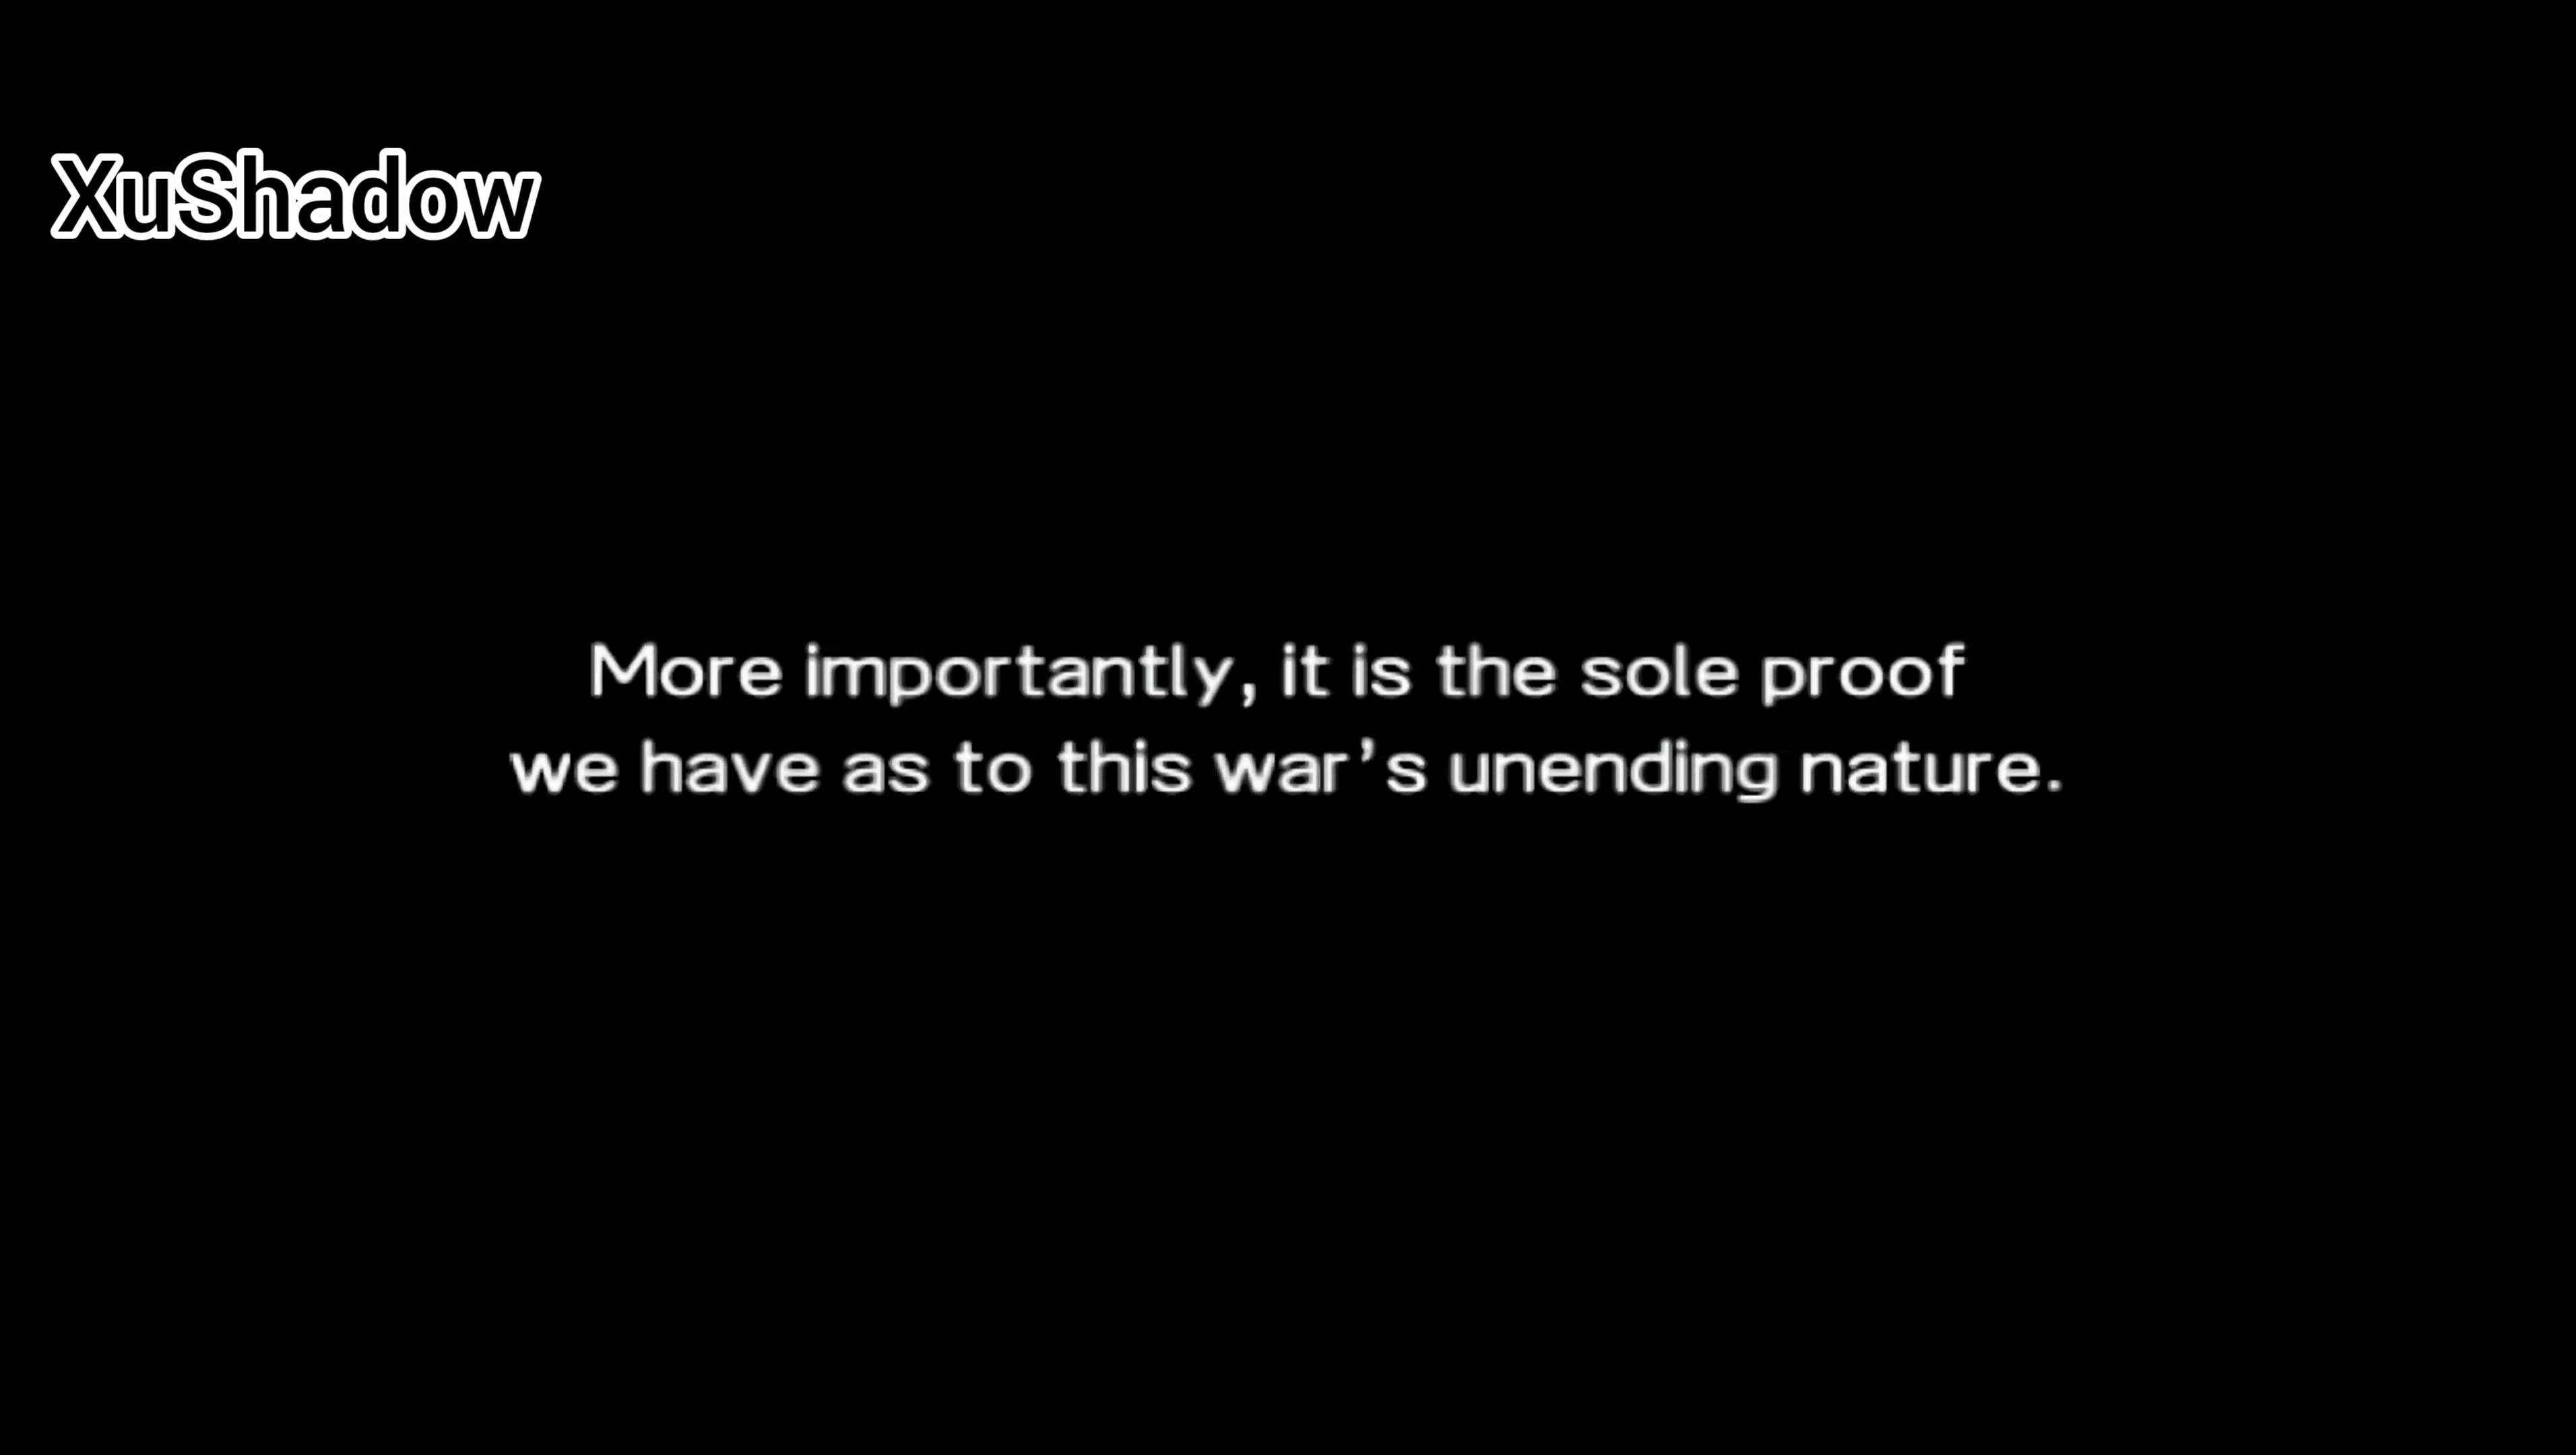 XuShadow
More importantly, it is the sole proof
we have as to this war’s unending nature.